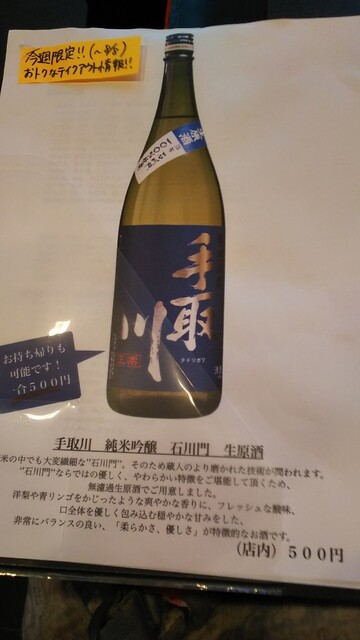 今週限定!!
おトクなテイクアウト情報!!
手取川
テドリガワ
お持ち帰りも
可能です！
一合５００円
手取川　純米吟醸　石川門　生原酒
米の中でも大変繊細な"石川門"。そのため蔵人のより磨かれた技術が問われます。
"石川門"ならではの優しく、やわらかい特徴をご堪能して頂くため、
無濾過生原酒でご用意しました。
洋梨や青リンゴをかじったような爽やかな香りに、フレッシュな酸味、
口全体を優しく包み込む穏やかな甘みをした、
非常にバランスの良い、「柔らかさ、優しさ」が特徴的なお酒です。
（店内）５００円